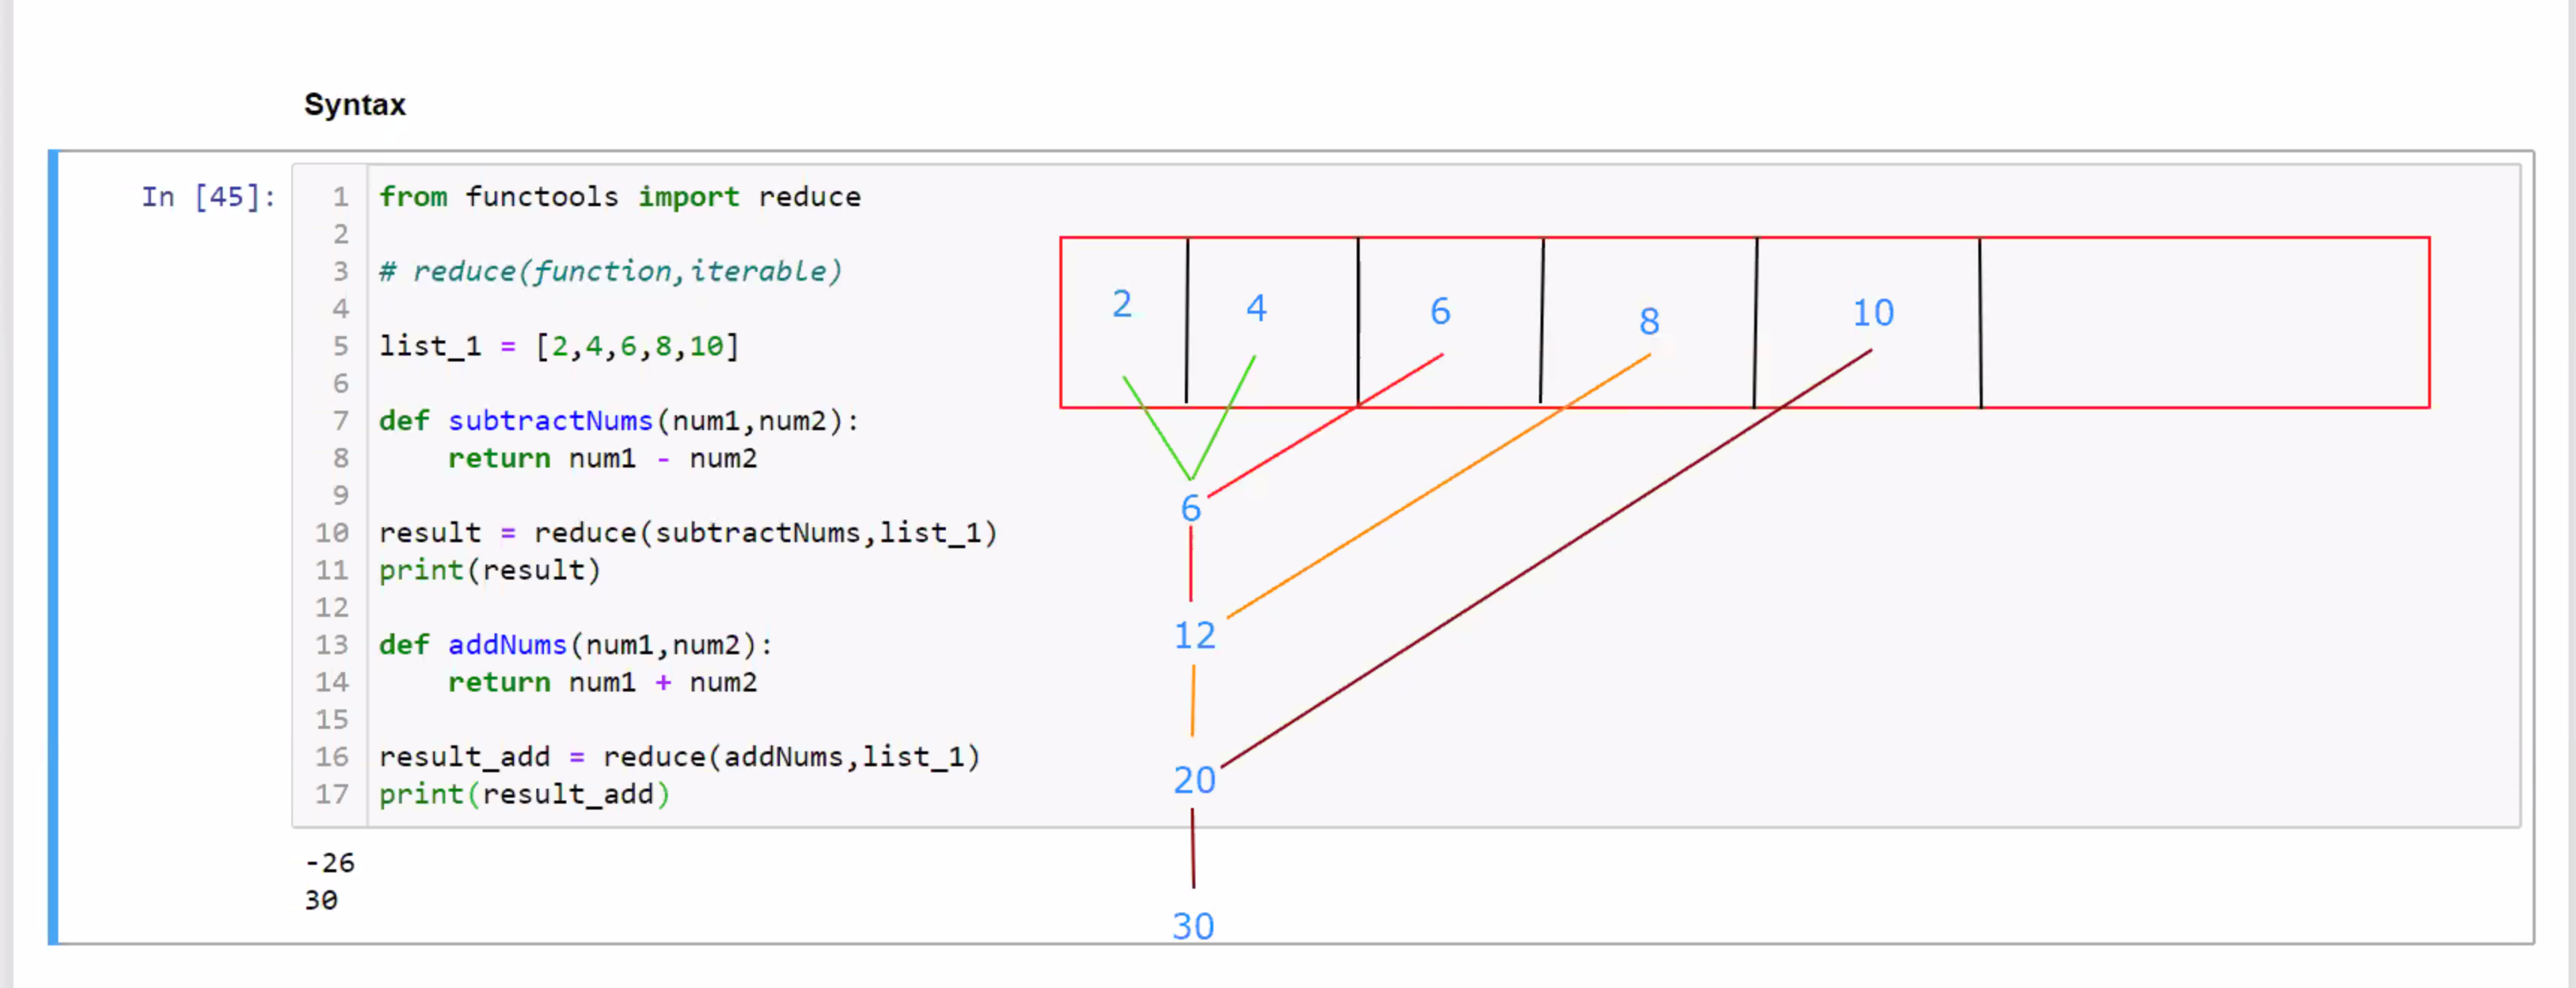 Syntax
In [45]:
1 from functools import reduce
2
3 # reduce(function,iterable)
4
5 list_1 = [2,4,6,8,10]
6
7 def subtractNums(num1,num2):
8     return num1 - num2
9
10 result = reduce(subtractNums,list_1)
11 print(result)
12
13 def addNums(num1,num2):
14     return num1 + num2
15
16 result_add = reduce(addNums,list_1)
17 print(result_add)
-26
30
2 4 6 8 10
6
12
20
30